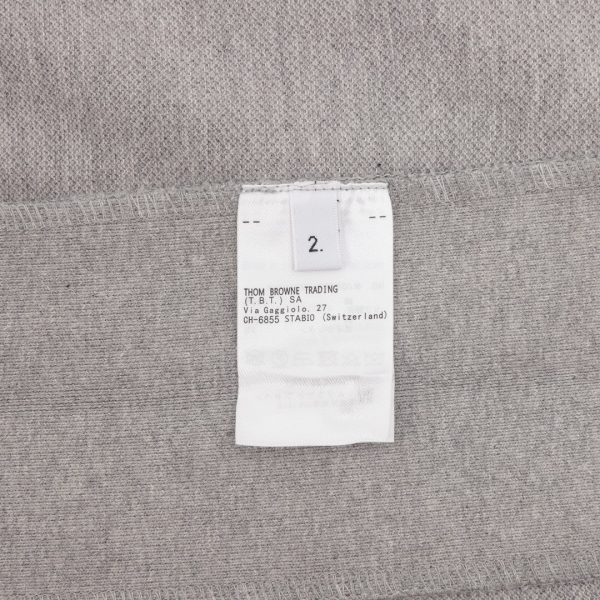 -- --
2.
THOM BROWNE TRADING
(T.B.T.) SA
Via Gaggiolo, 27
CH-6855 STABIO (Switzerland)